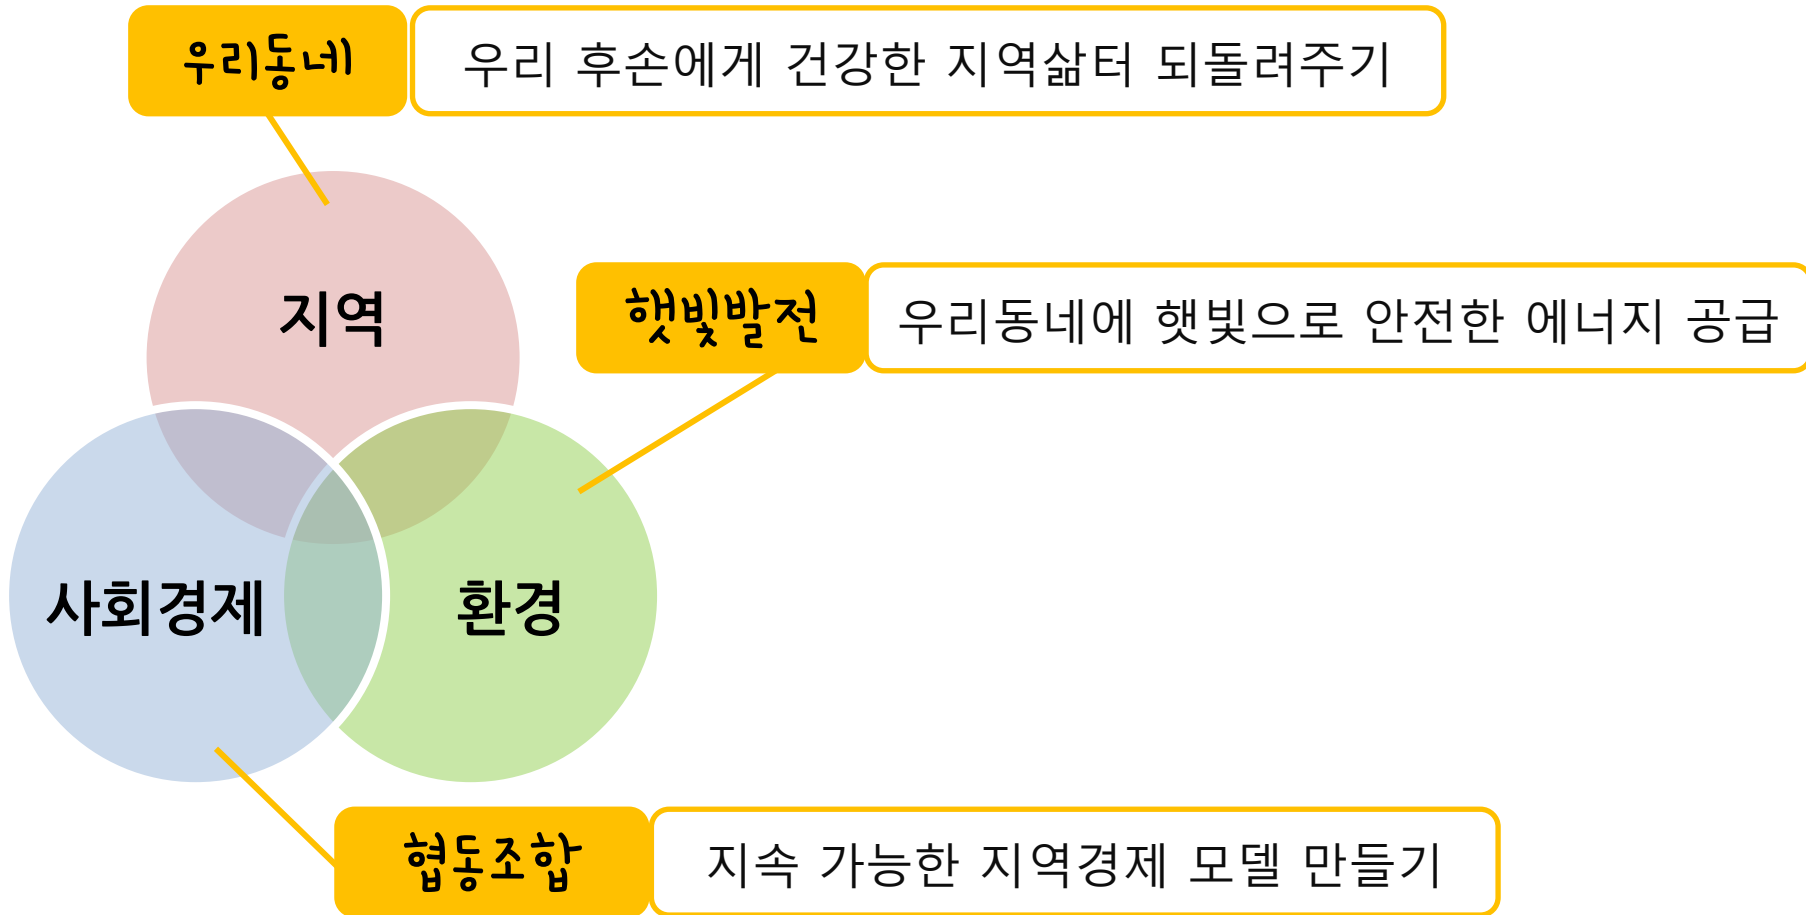 우리동네
우리 후손에게 건강한 지역삶터 되돌려주기
지역
햇빛발전
우리동네에 햇빛으로 안전한 에너지 공급
사회경제
환경
협동조합
지속 가능한 지역경제 모델 만들기